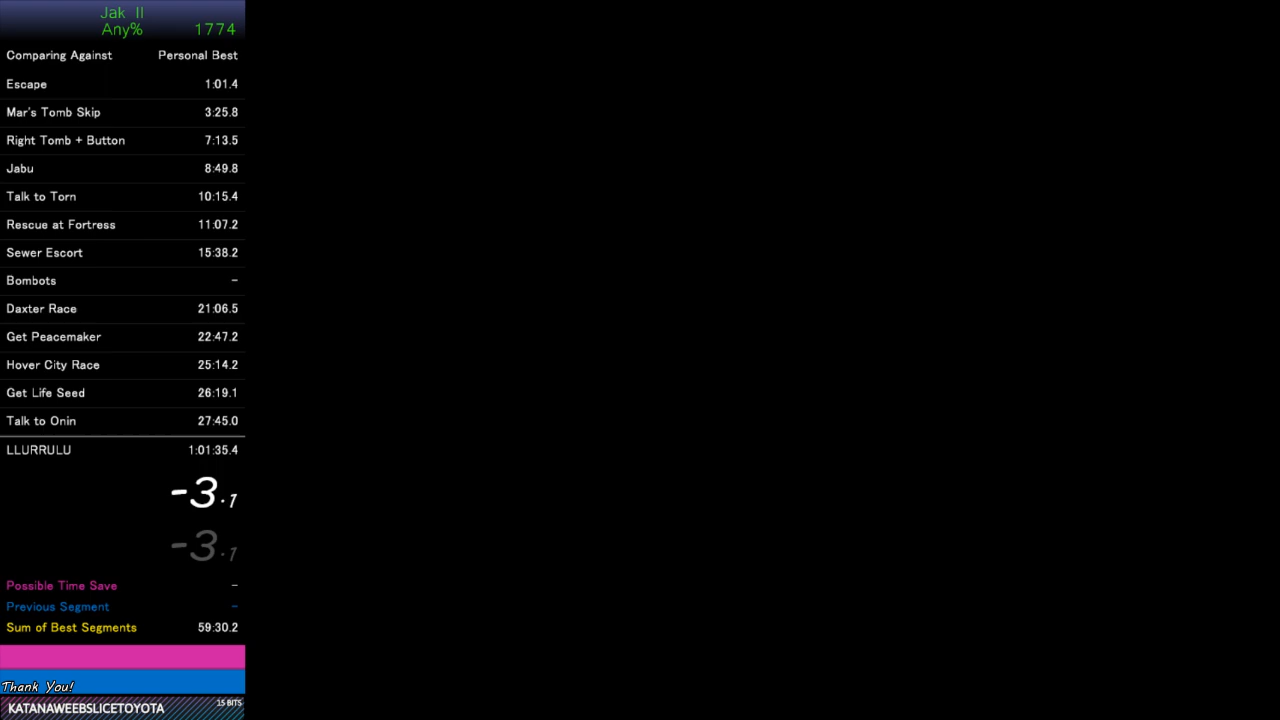 Jak II
Any% 1774
Comparing Against Personal Best
Escape 1:01.4
Mar's Tomb Skip 3:25.8
Right Tomb + Button 7:13.5
Jabu 8:49.8
Talk to Torn 10:15.4
Rescue at Fortress 11:07.2
Sewer Escort 15:38.2
Bombots –
Daxter Race 21:06.5
Get Peacemaker 22:47.2
Hover City Race 25:14.2
Get Life Seed 26:19.1
Talk to Onin 27:45.0
LLURRULU 1:01:35.4
-3.1
-3.1
Possible Time Save –
Previous Segment –
Sum of Best Segments 59:30.2
Thank You!
KATANAWEEBSLICETOYOTA 15 BITS